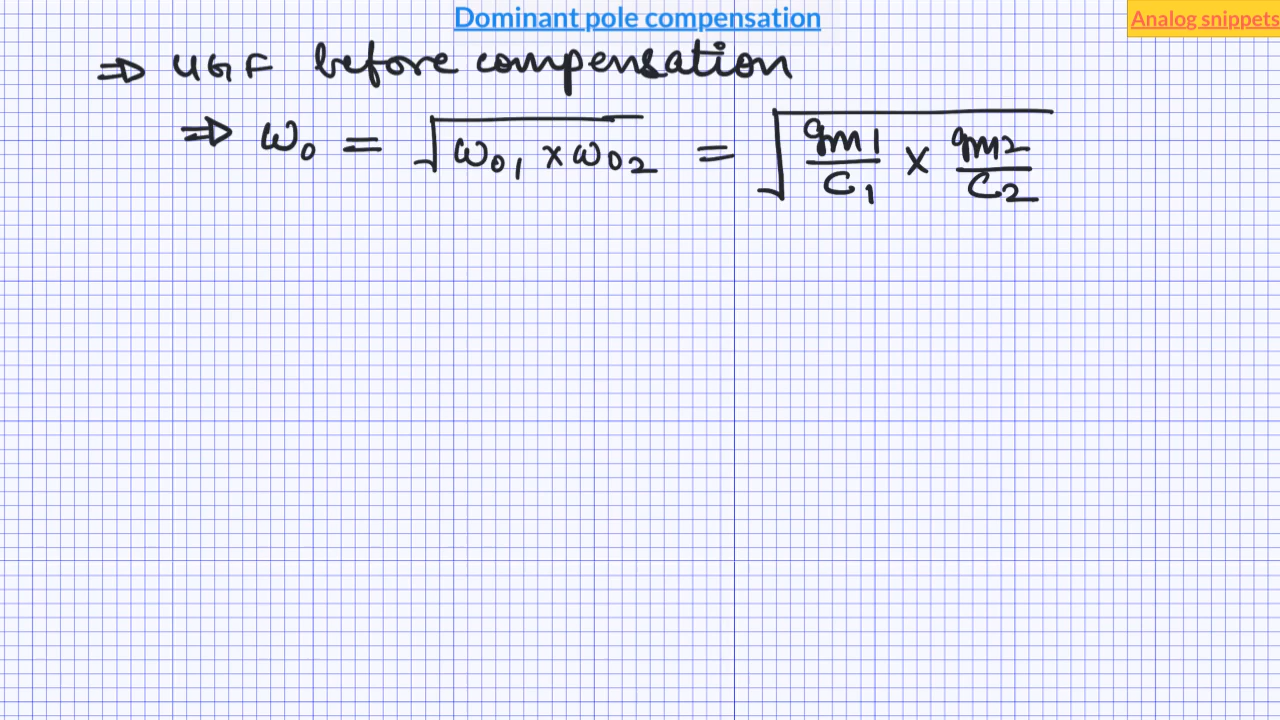 Dominant pole compensation
Analog snippets
⇒ UGF before compensation
⇒ ω₀ = √(ω₀₁ × ω₀₂) = √(gm1/C₁ × gm2/C₂)